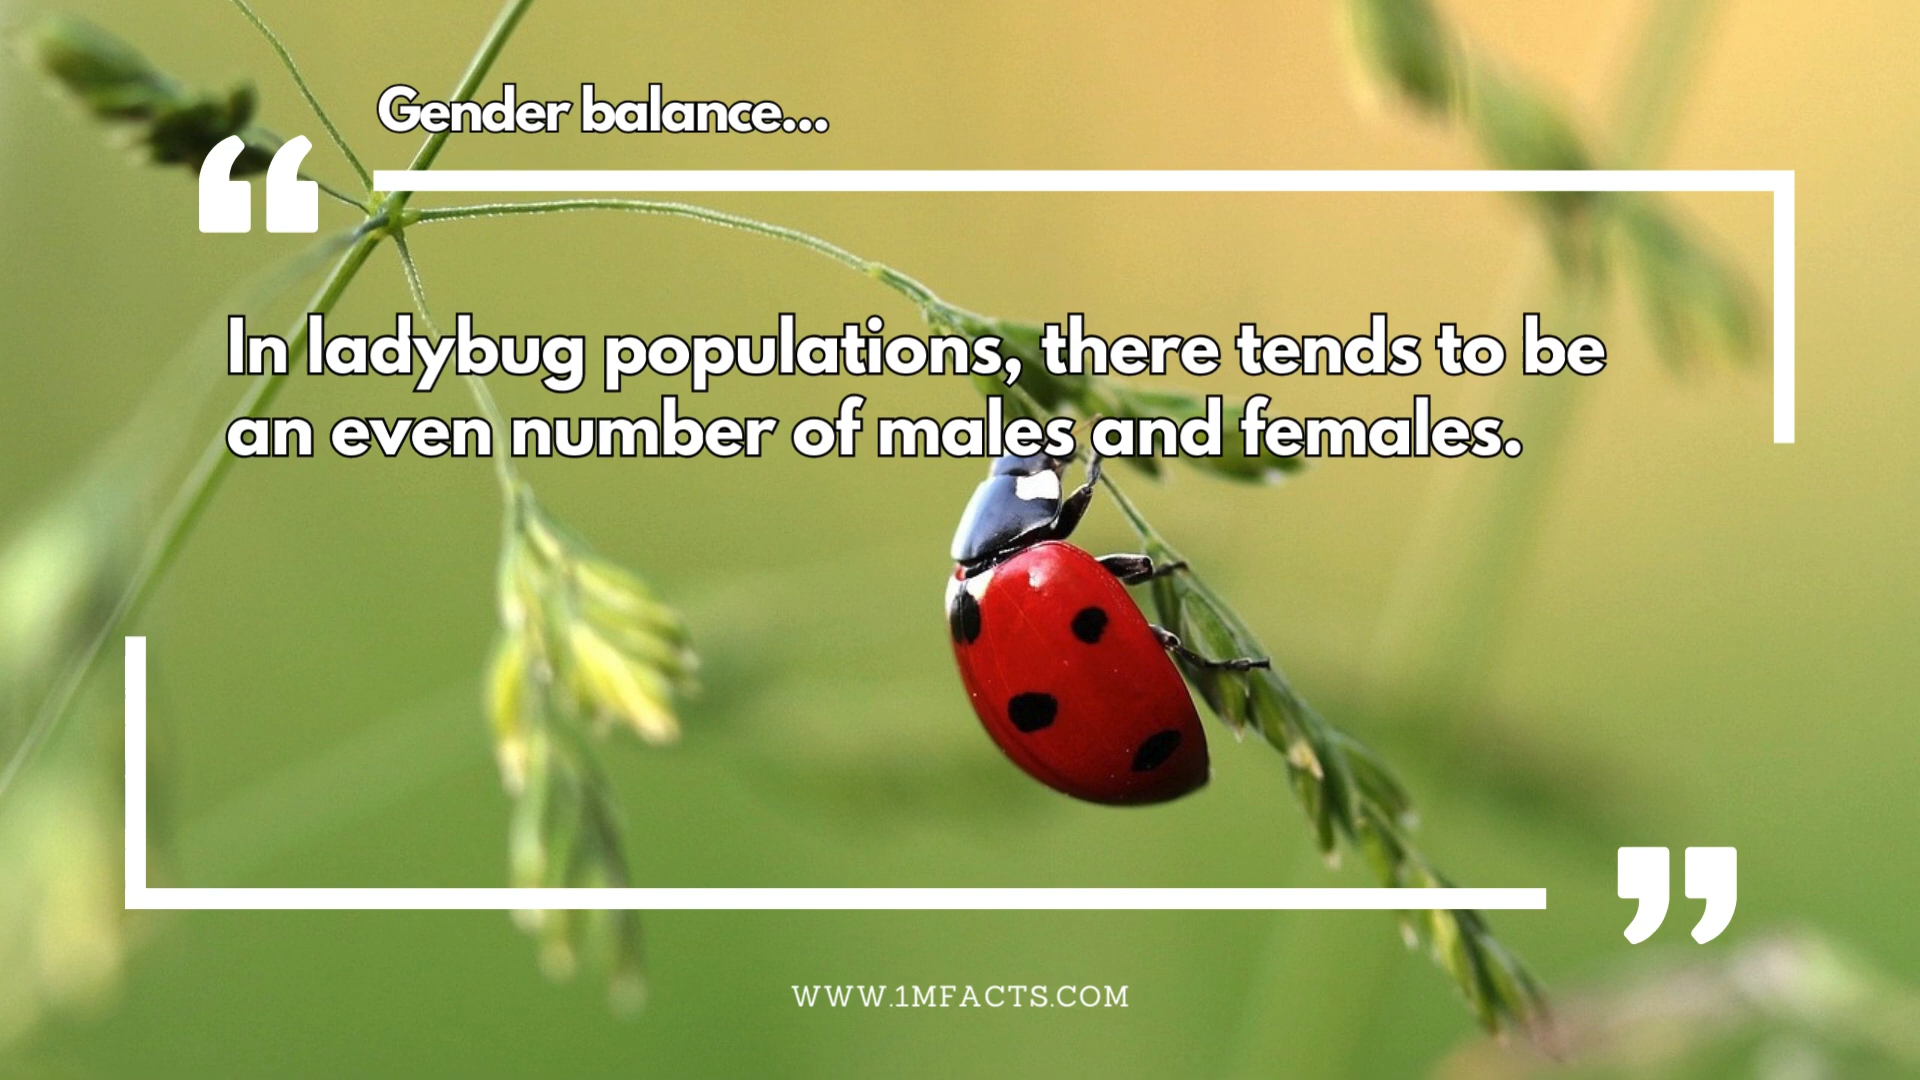 Gender balance...
In ladybug populations, there tends to be
an even number of males and females.
WWW.1MFACTS.COM